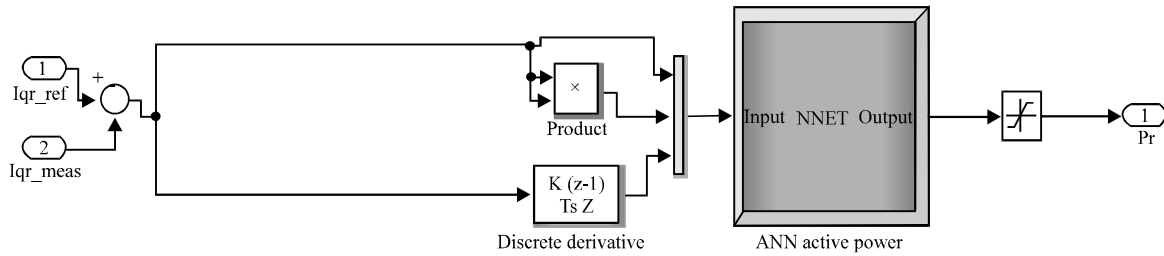 1
Iqr_ref
+
-
2
Iqr_meas
×
Product
K (z-1)
Ts Z
Discrete derivative
Input NNET Output
ANN active power
1
Pr